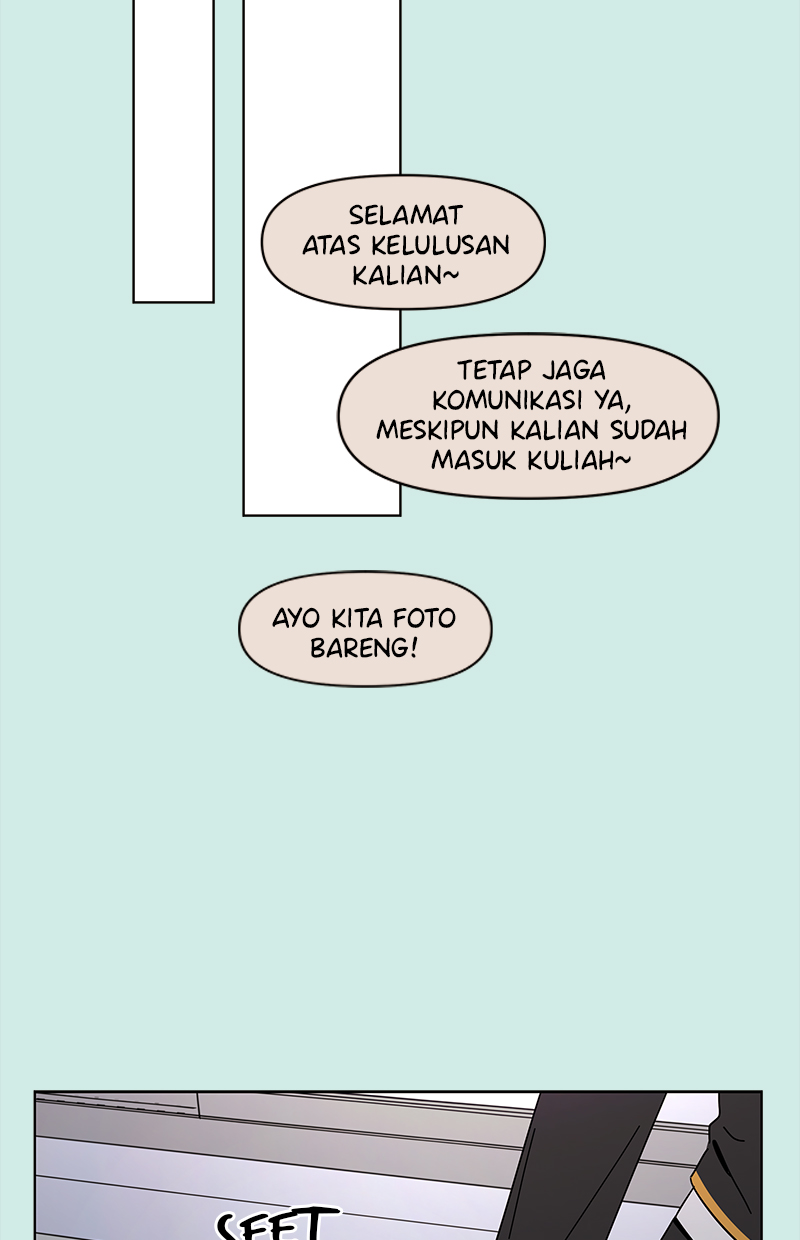 SELAMAT
ATAS KELULUSAN
KALIAN~
TETAP JAGA
KOMUNIKASI YA,
MESKIPUN KALIAN SUDAH
MASUK KULIAH~
AYO KITA FOTO
BARENG!
SEET